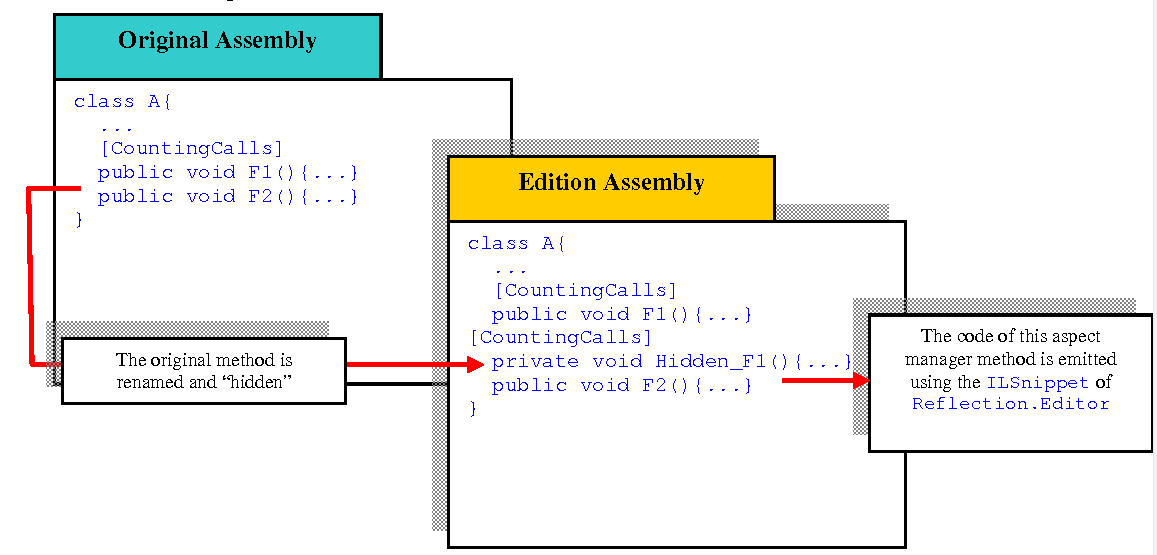 Original Assembly
class A{
...
[CountingCalls]
public void F1(){...}
public void F2(){...}
}
The original method is
renamed and “hidden”
Edition Assembly
class A{
...
[CountingCalls]
public void F1(){...}
[CountingCalls]
private void Hidden_F1(){...}
public void F2(){...}
}
The code of this aspect
manager method is emitted
using the ILSnippet of
Reflection.Editor